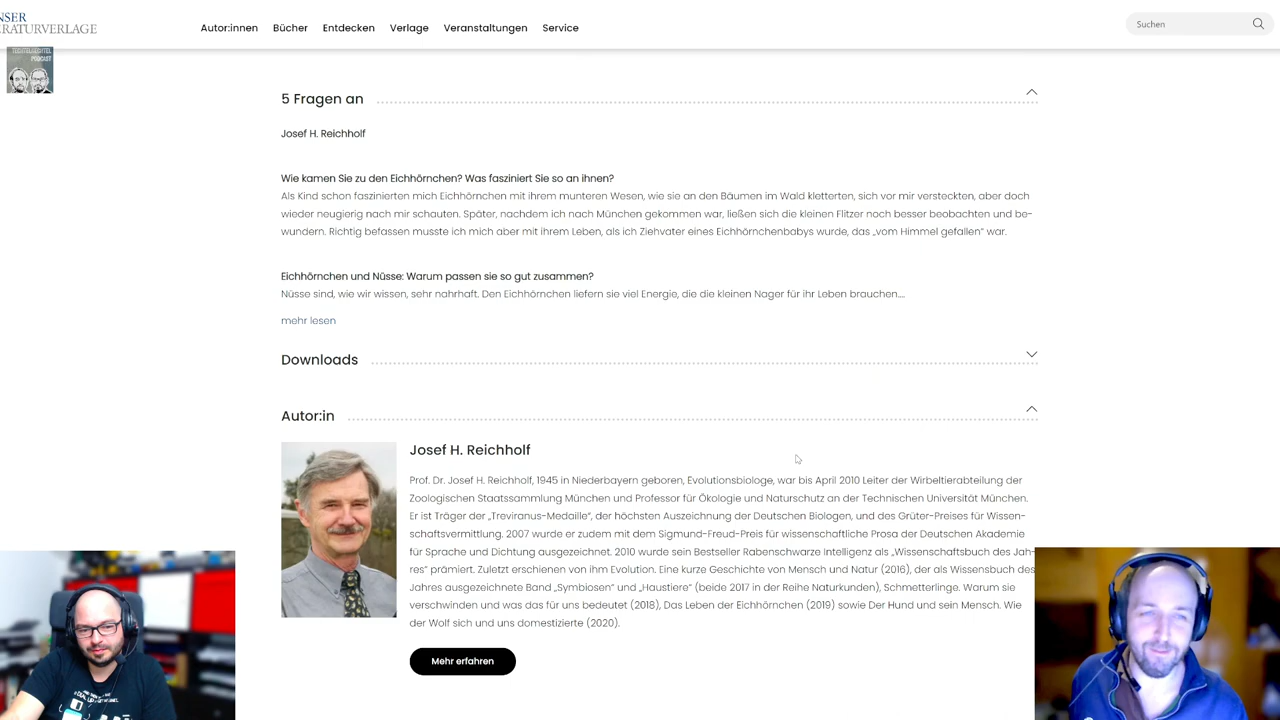 NSER
ERATURVERLAGE
Autor:innen Bücher Entdecken Verlage Veranstaltungen Service
Suchen
TECHTELMECHTEL
PODCAST
5 Fragen an
Josef H. Reichholf
Wie kamen Sie zu den Eichhörnchen? Was fasziniert Sie so an ihnen?
Als Kind schon faszinierten mich Eichhörnchen mit ihrem munteren Wesen, wie sie an den Bäumen im Wald kletterten, sich vor mir versteckten, aber doch
wieder neugierig nach mir schauten. Später, nachdem ich nach München gekommen war, ließen sich die kleinen Flitzer noch besser beobachten und be-
wundern. Richtig befassen musste ich mich aber mit ihrem Leben, als ich Ziehvater eines Eichhörnchenbabys wurde, das „vom Himmel gefallen“ war.
Eichhörnchen und Nüsse: Warum passen sie so gut zusammen?
Nüsse sind, wie wir wissen, sehr nahrhaft. Den Eichhörnchen liefern sie viel Energie, die die kleinen Nager für ihr Leben brauchen....
mehr lesen
Downloads
Autor:in
Josef H. Reichholf
Prof. Dr. Josef H. Reichholf, 1945 in Niederbayern geboren, Evolutionsbiologe, war bis April 2010 Leiter der Wirbeltierabteilung der
Zoologischen Staatssammlung München und Professor für Ökologie und Naturschutz an der Technischen Universität München.
Er ist Träger der „Treviranus-Medaille“, der höchsten Auszeichnung der Deutschen Biologen, und des Grüter-Preises für Wissen-
schaftsvermittlung. 2007 wurde er zudem mit dem Sigmund-Freud-Preis für wissenschaftliche Prosa der Deutschen Akademie
für Sprache und Dichtung ausgezeichnet. 2010 wurde sein Bestseller Rabenschwarze Intelligenz als „Wissenschaftsbuch des Jah-
res“ prämiert. Zuletzt erschienen von ihm Evolution. Eine kurze Geschichte von Mensch und Natur (2016), der als Wissensbuch des
Jahres ausgezeichnete Band „Symbiosen“ und „Haustiere“ (beide 2017 in der Reihe Naturkunden), Schmetterlinge. Warum sie
verschwinden und was das für uns bedeutet (2018), Das Leben der Eichhörnchen (2019) sowie Der Hund und sein Mensch. Wie
der Wolf sich und uns domestizierte (2020).
Mehr erfahren